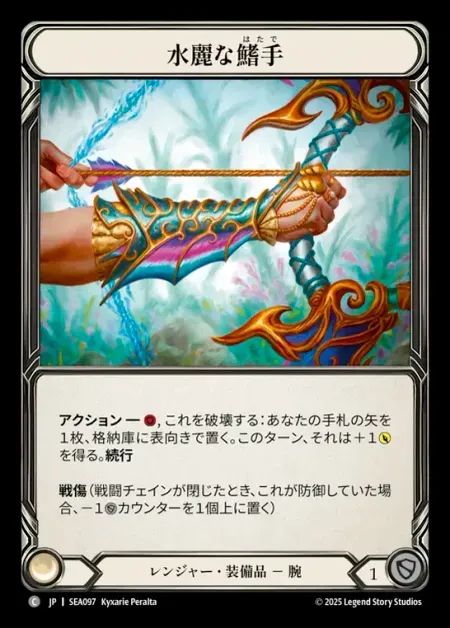 はたで
水麗な鰭手
アクション ー , これを破壊する:あなたの手札の矢を
1枚、格納庫に表向きで置く。このターン、それは+1
を得る。続行
戦傷(戦闘チェインが閉じたとき、これが防御していた場
合、-1カウンターを1個上に置く)
レンジャー・装備品 ー 腕
1
C JP | SEA097 Kyxarie Peralta
© 2025 Legend Story Studios